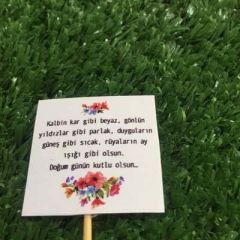 Kalbin kar gibi beyaz, gönlün
yıldızlar gibi parlak, duyguların
güneş gibi sıcak, rüyaların ay
ışığı gibi olsun.
Doğum günün kutlu olsun…